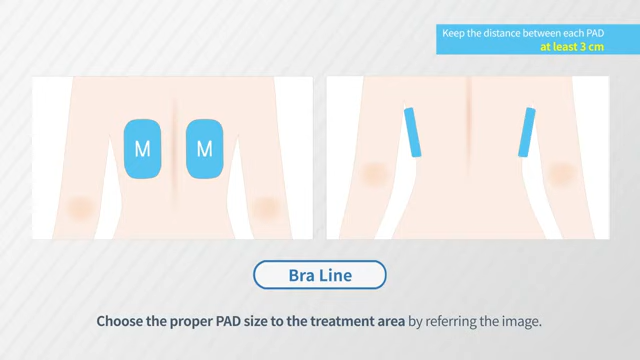 Keep the distance between each PAD
at least 3 cm
M M
Bra Line
Choose the proper PAD size to the treatment area by referring the image.